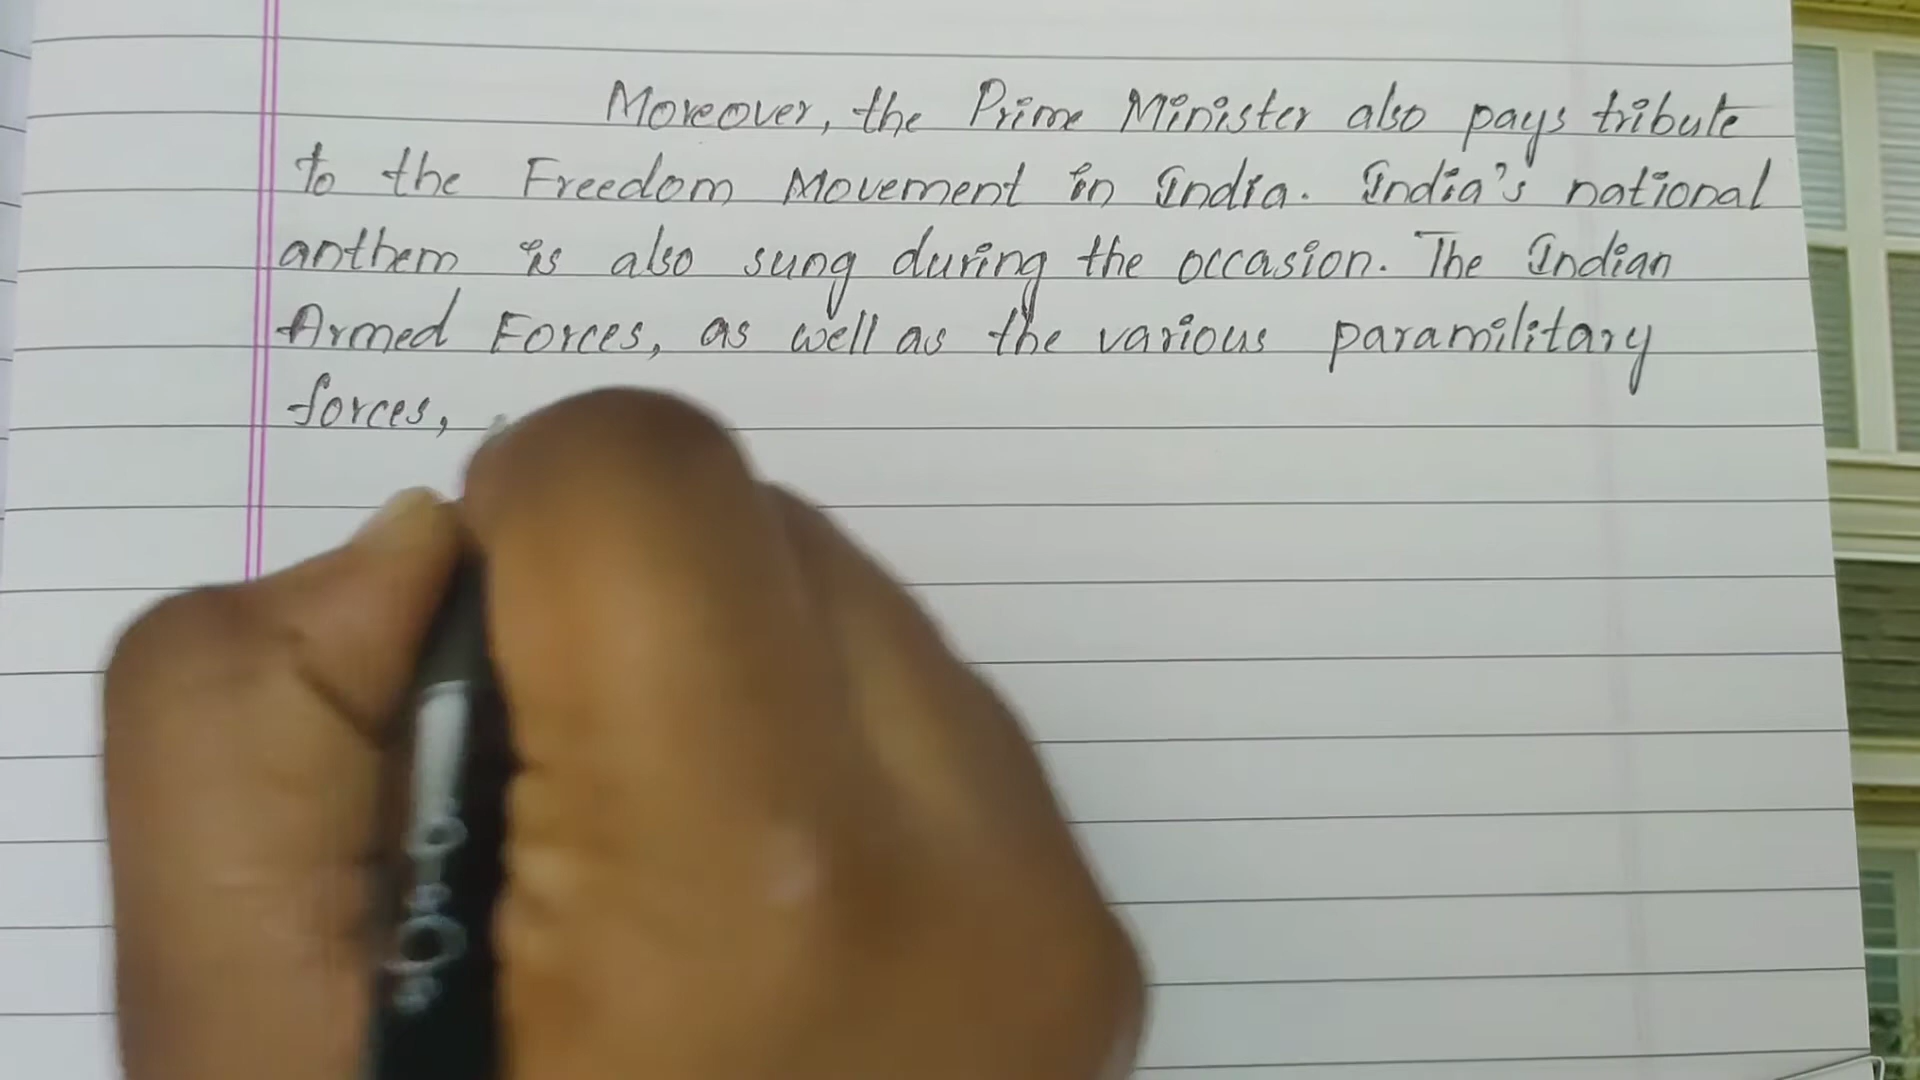 Moreover, the Prime Minister also pays tribute
to the Freedom Movement in India. India's national
anthem is also sung during the occasion. The Indian
Armed Forces, as well as the various paramilitary
forces,